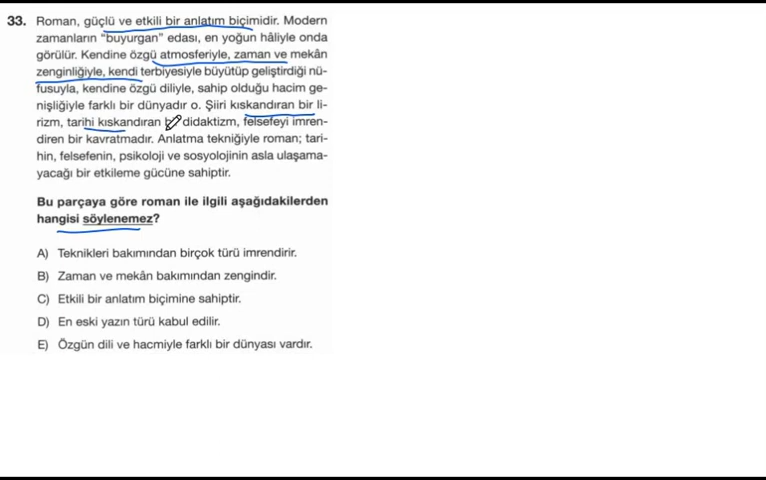 33. Roman, güçlü ve etkili bir anlatım biçimidir. Modern
zamanların "buyurgan" edası, en yoğun hâliyle onda
görülür. Kendine özgü atmosferiyle, zaman ve mekân
zenginliğiyle, kendi terbiyesiyle büyütüp geliştirdiği nü-
fusuyla, kendine özgü diliyle, sahip olduğu hacim ge-
nişliğiyle farklı bir dünyadır o. Şiiri kıskandıran bir li-
rizm, tarihi kıskandıran didaktizm, felsefeyi imren-
diren bir kavratmadır. Anlatma tekniğiyle roman; tari-
hin, felsefenin, psikoloji ve sosyolojinin asla ulaşama-
yacağı bir etkileme gücüne sahiptir.
Bu parçaya göre roman ile ilgili aşağıdakilerden
hangisi söylenemez?
A) Teknikleri bakımından birçok türü imrendirir.
B) Zaman ve mekân bakımından zengindir.
C) Etkili bir anlatım biçimine sahiptir.
D) En eski yazın türü kabul edilir.
E) Özgün dili ve hacmiyle farklı bir dünyası vardır.